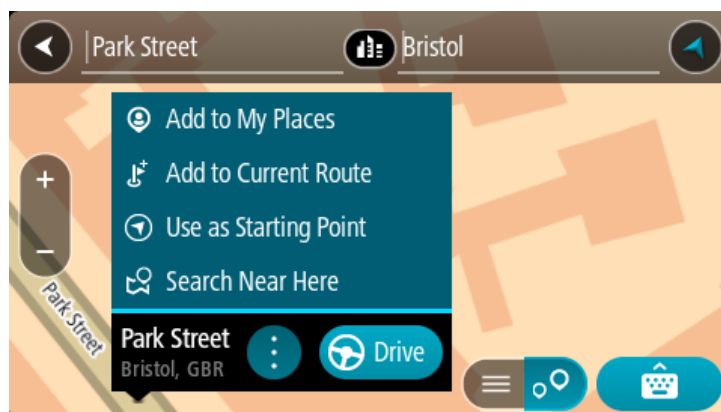 Park Street Bristol
Add to My Places
Add to Current Route
Use as Starting Point
Search Near Here
Park Street
Park Street
Bristol, GBR
Drive